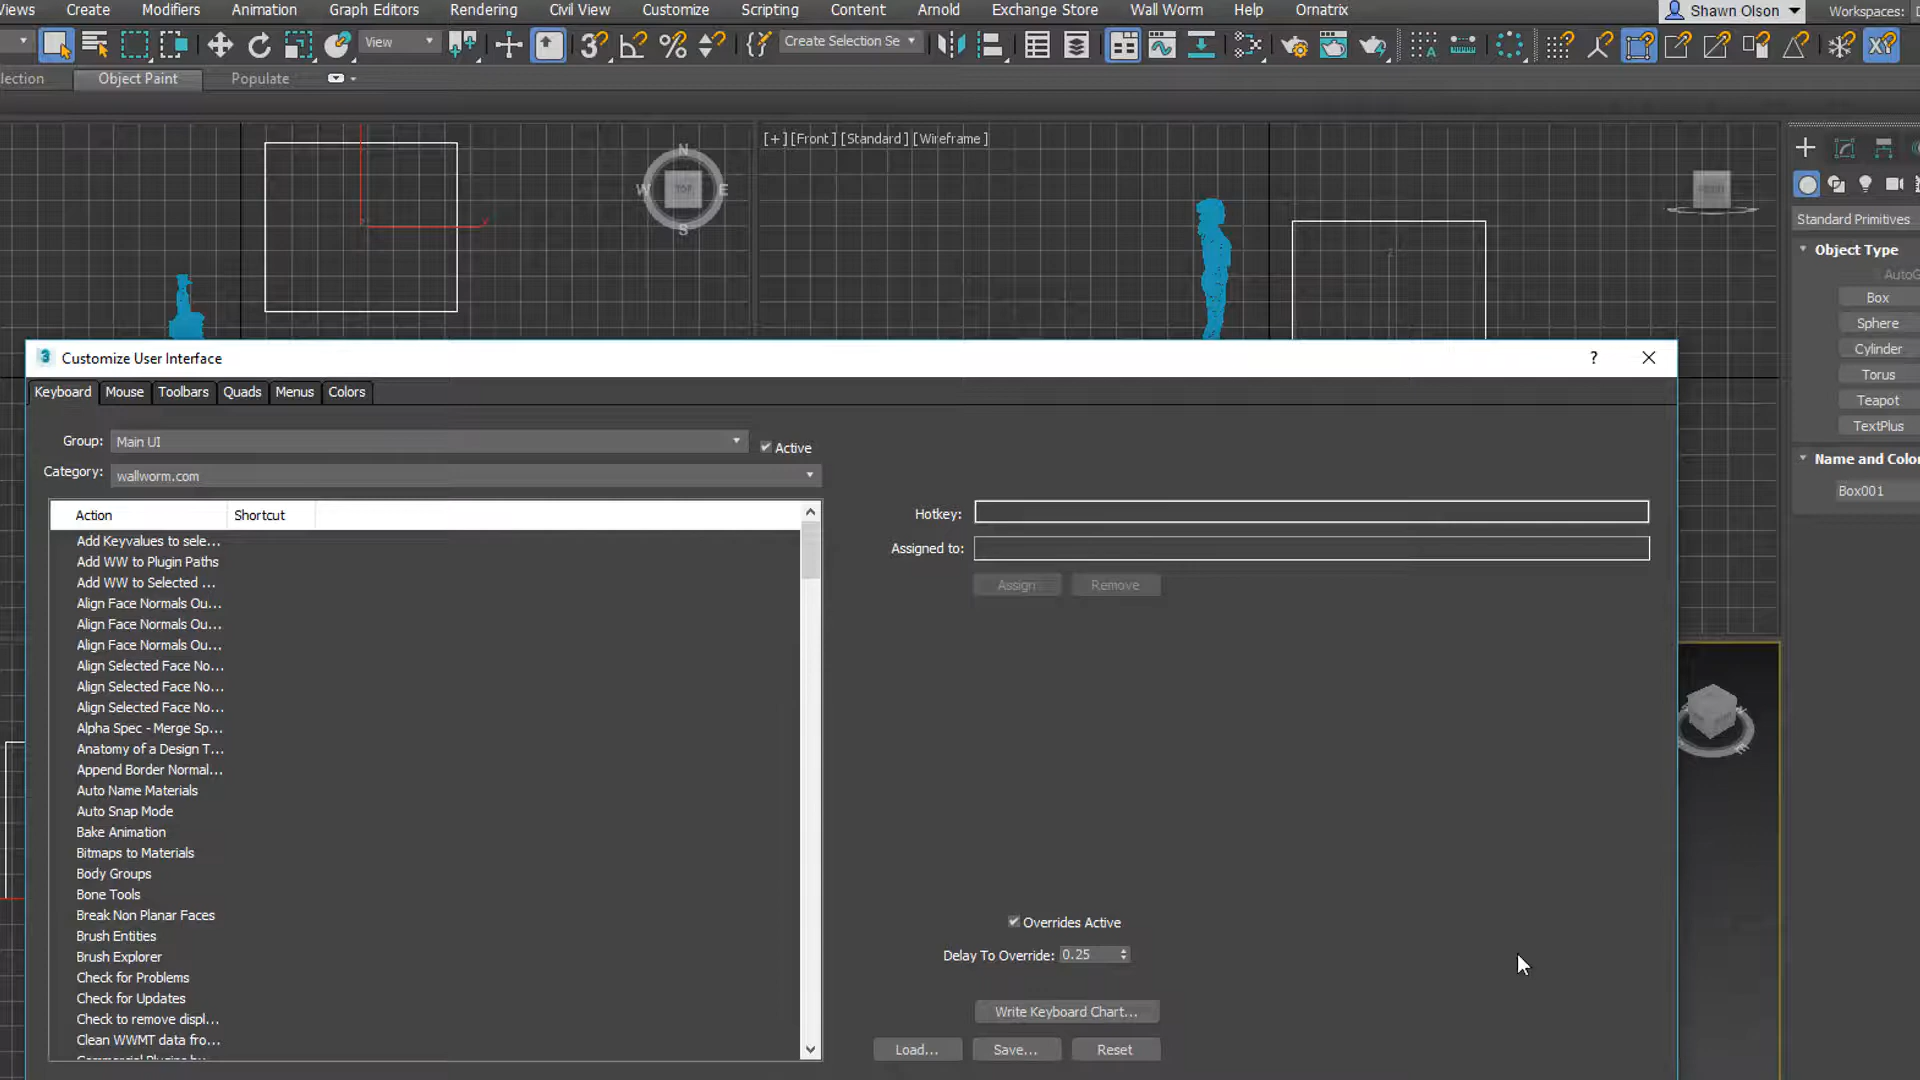 Views Create Modifiers Animation Graph Editors Rendering Civil View Customize Scripting Content Arnold Exchange Store Wall Worm Help Ornatrix Shawn Olson Workspaces:
View Create Selection Se
lection Object Paint Populate
[+] [Front] [Standard] [Wireframe]
N
W TOP E
S
Standard Primitives
Object Type
AutoG
Box
Sphere
Cylinder
Torus
Teapot
TextPlus
Name and Color
Box001
Customize User Interface
Keyboard Mouse Toolbars Quads Menus Colors
Group: Main UI Active
Category: wallworm.com
Action Shortcut
Add Keyvalues to sele...
Add WW to Plugin Paths
Add WW to Selected ...
Align Face Normals Ou...
Align Face Normals Ou...
Align Face Normals Ou...
Align Selected Face No...
Align Selected Face No...
Align Selected Face No...
Alpha Spec - Merge Sp...
Anatomy of a Design T...
Append Border Normal...
Auto Name Materials
Auto Snap Mode
Bake Animation
Bitmaps to Materials
Body Groups
Bone Tools
Break Non Planar Faces
Brush Entities
Brush Explorer
Check for Problems
Check for Updates
Check to remove displ...
Clean WWMT data fro...
Hotkey:
Assigned to:
Assign Remove
Overrides Active
Delay To Override: 0.25
Write Keyboard Chart...
Load... Save... Reset